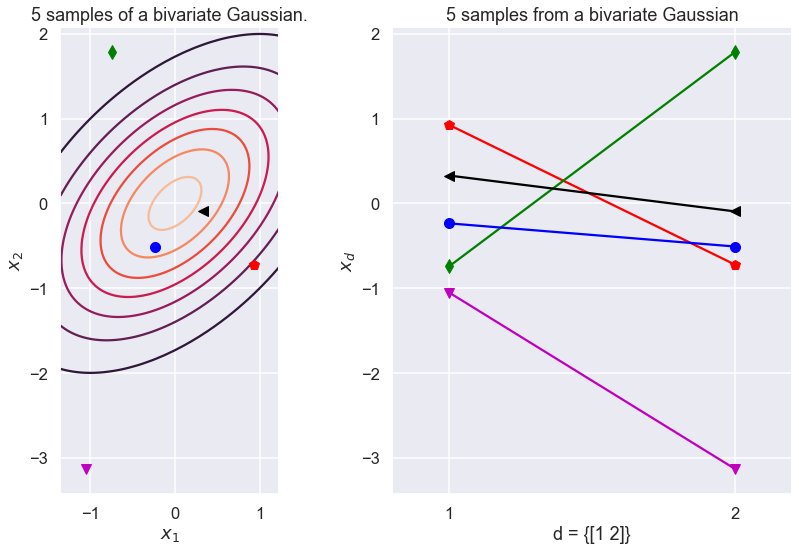 5 samples of a bivariate Gaussian.
2
1
0
−1
−2
−3
x₂
−1
0
1
x₁
5 samples from a bivariate Gaussian
2
1
0
−1
−2
−3
x_d
1
2
d = {[1 2]}